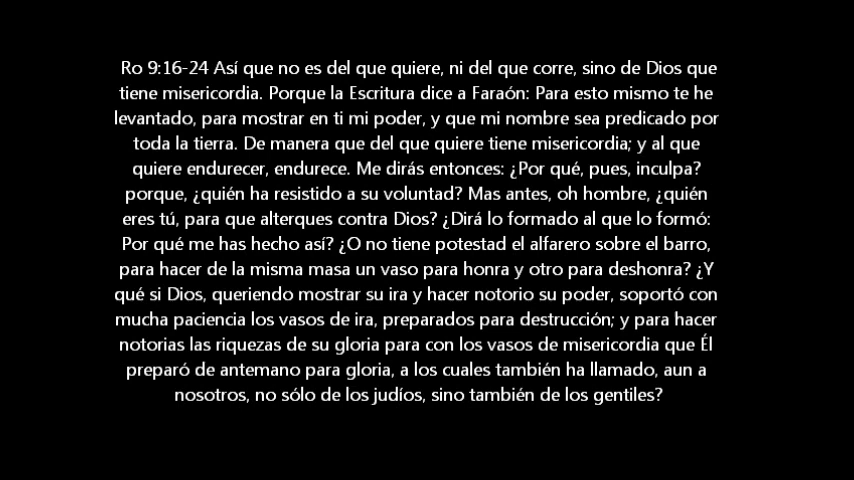 Ro 9:16-24 Así que no es del que quiere, ni del que corre, sino de Dios que
tiene misericordia. Porque la Escritura dice a Faraón: Para esto mismo te he
levantado, para mostrar en ti mi poder, y que mi nombre sea predicado por
toda la tierra. De manera que del que quiere tiene misericordia; y al que
quiere endurecer, endurece. Me dirás entonces: ¿Por qué, pues, inculpa?
porque, ¿quién ha resistido a su voluntad? Mas antes, oh hombre, ¿quién
eres tú, para que alterques contra Dios? ¿Dirá lo formado al que lo formó:
Por qué me has hecho así? ¿O no tiene potestad el alfarero sobre el barro,
para hacer de la misma masa un vaso para honra y otro para deshonra? ¿Y
qué si Dios, queriendo mostrar su ira y hacer notorio su poder, soportó con
mucha paciencia los vasos de ira, preparados para destrucción; y para hacer
notorias las riquezas de su gloria para con los vasos de misericordia que Él
preparó de antemano para gloria, a los cuales también ha llamado, aun a
nosotros, no sólo de los judíos, sino también de los gentiles?